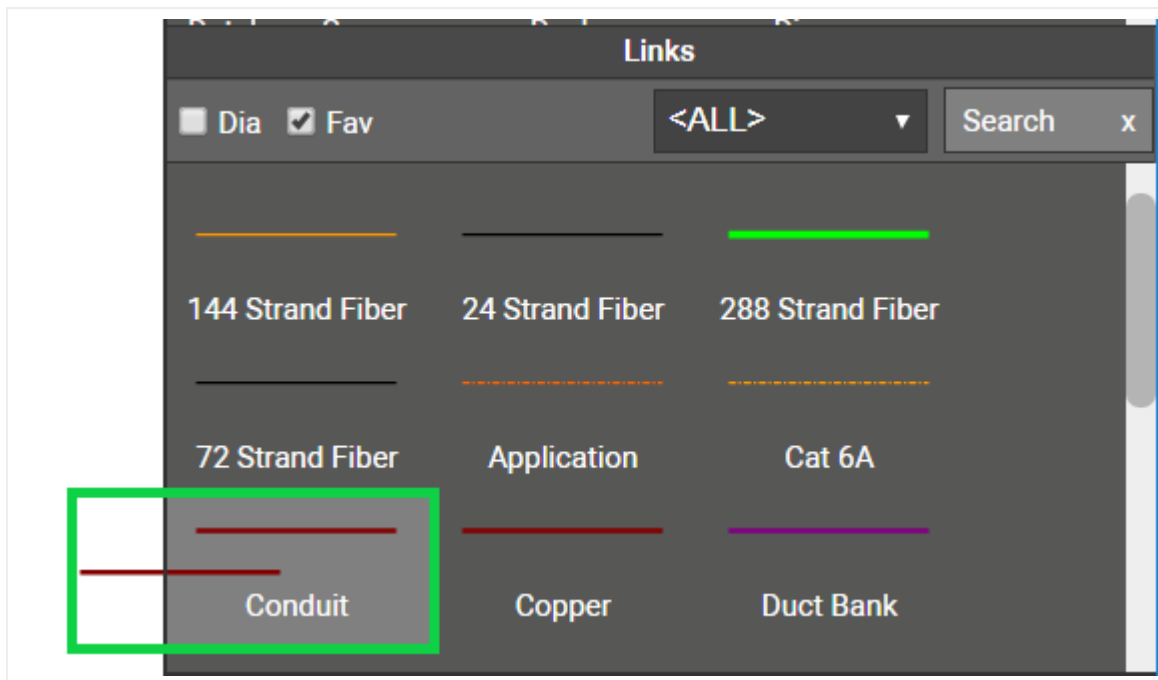 Links
Dia Fav <ALL> Search x
144 Strand Fiber 24 Strand Fiber 288 Strand Fiber
72 Strand Fiber Application Cat 6A
Conduit Copper Duct Bank